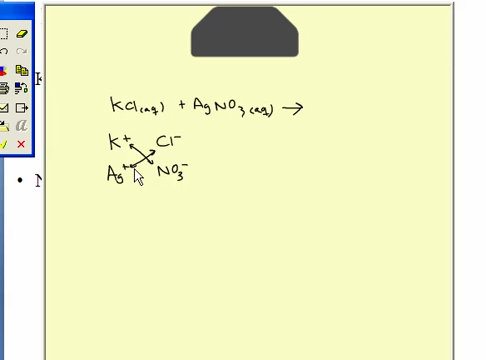 KCl(aq) + AgNO3(aq) →
K+ Cl-
Ag+ NO3-